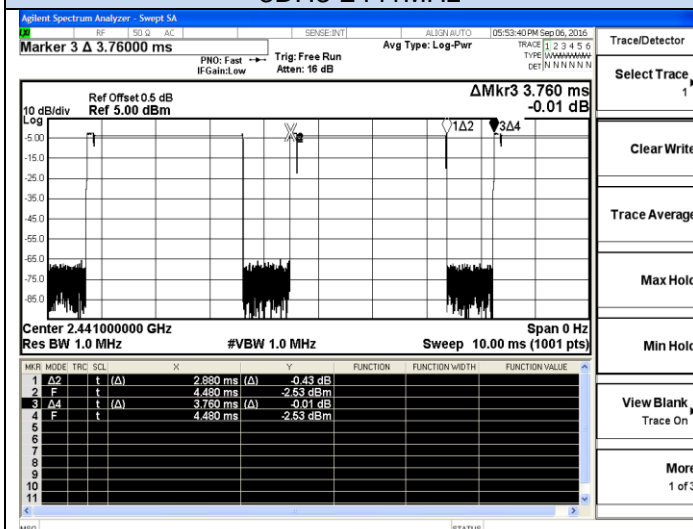 Agilent Spectrum Analyzer - Swept SA
RF 50 Ω AC SENSE:INT ALIGN AUTO 05:53:40 PM Sep 06, 2016
Marker 3 Δ 3.76000 ms
PNO: Fast
IFGain:Low
Trig: Free Run
Atten: 16 dB
Avg Type: Log-Pwr
TRACE 1 2 3 4 5 6
TYPE
DET N N N N N N
Ref Offset 0.5 dB
10 dB/div Ref 5.00 dBm
Log
ΔMkr3 3.760 ms
-0.01 dB
1Δ2
3Δ4
-5.00
-15.0
-25.0
-35.0
-45.0
-55.0
-65.0
-75.0
-85.0
Center 2.441000000 GHz Span 0 Hz
Res BW 1.0 MHz #VBW 1.0 MHz Sweep 10.00 ms (1001 pts)
MKR MODE TRC SCL X Y FUNCTION FUNCTION WIDTH FUNCTION VALUE
1 Δ2 t (Δ) 2.880 ms (Δ) -0.43 dB
2 F t 4.480 ms -2.53 dBm
3 Δ4 t (Δ) 3.760 ms (Δ) -0.01 dB
4 F t 4.480 ms -2.53 dBm
5
6
7
8
9
10
11
MSG STATUS
Trace/Detector
Select Trace
1
Clear Write
Trace Average
Max Hold
Min Hold
View Blank
Trace On
More
1 of 3